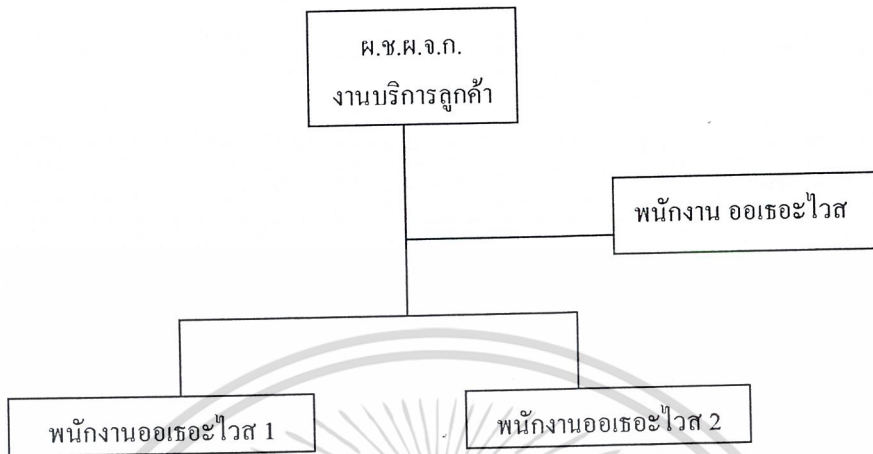 ผ.ช.ผ.จ.ก.
งานบริการลูกค้า
พนักงาน ออเธอะไวส
พนักงานออเธอะไวส 1
พนักงานออเธอะไวส 2